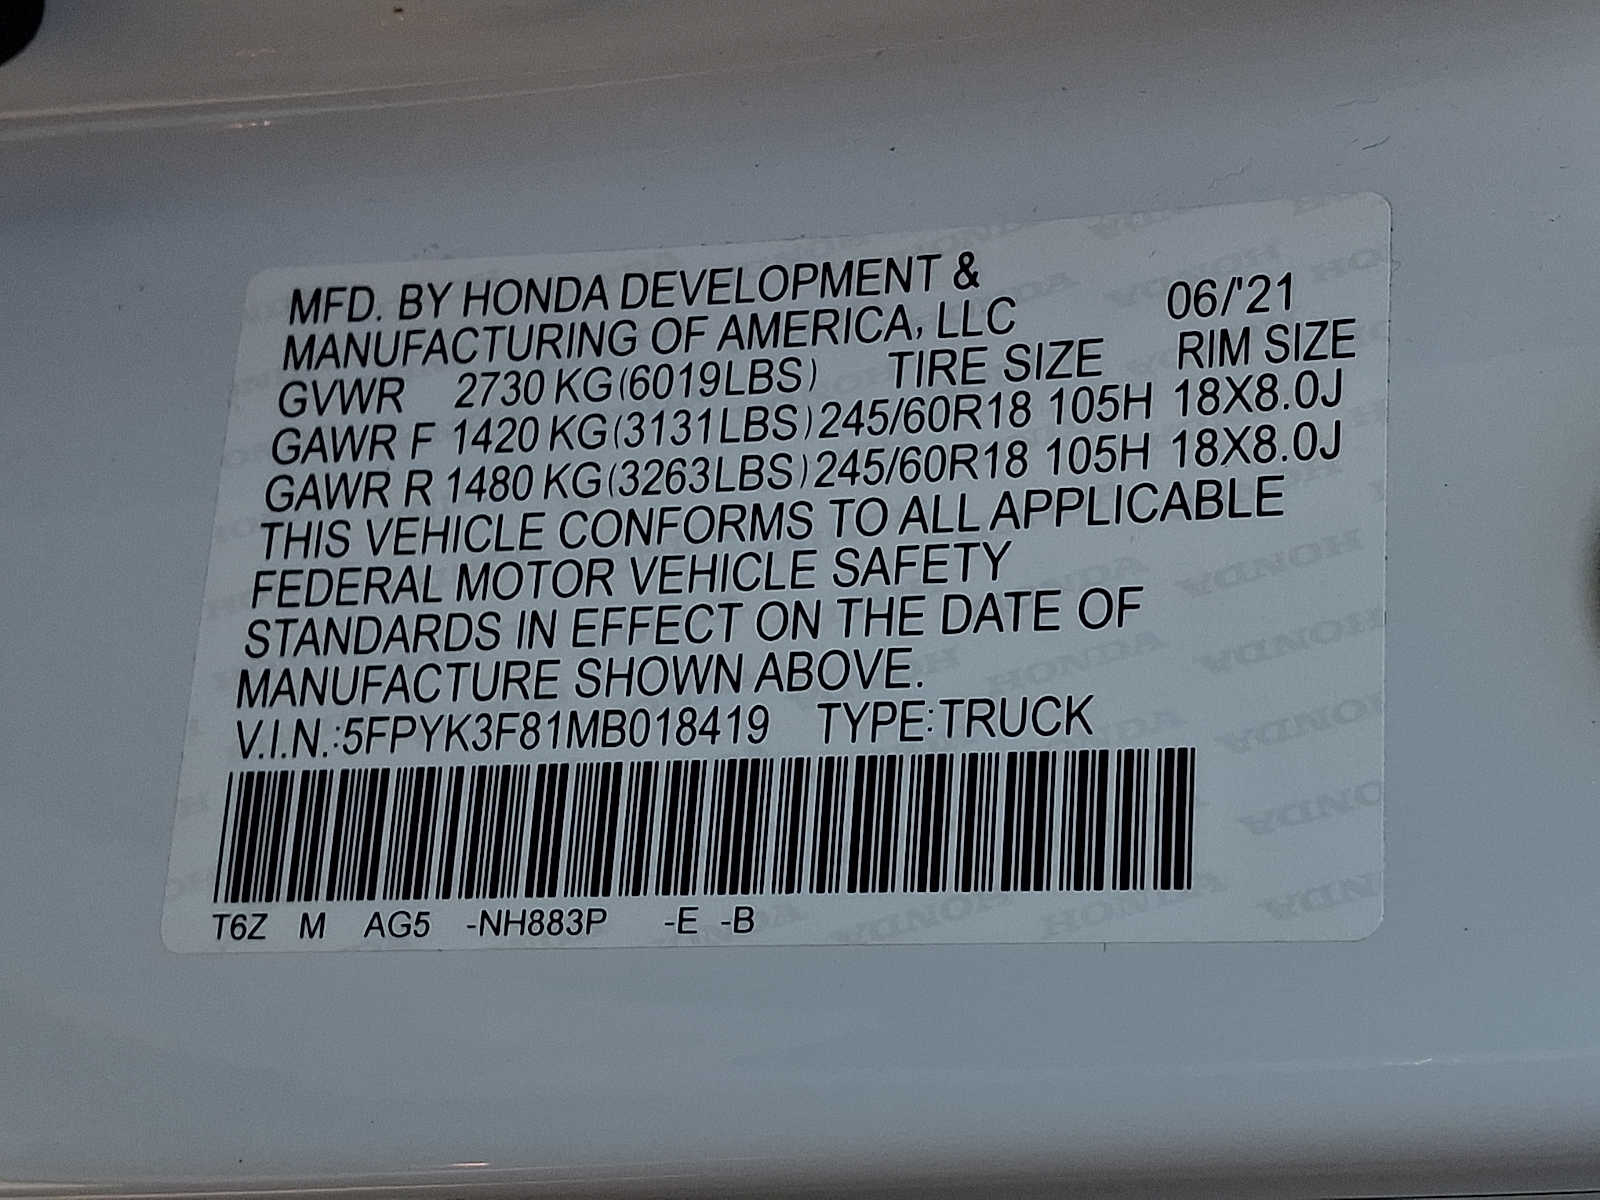 MFD. BY HONDA DEVELOPMENT &
MANUFACTURING OF AMERICA, LLC 06/'21
GVWR 2730 KG(6019LBS) TIRE SIZE RIM SIZE
GAWR F 1420 KG(3131LBS) 245/60R18 105H 18X8.0J
GAWR R 1480 KG(3263LBS) 245/60R18 105H 18X8.0J
THIS VEHICLE CONFORMS TO ALL APPLICABLE
FEDERAL MOTOR VEHICLE SAFETY
STANDARDS IN EFFECT ON THE DATE OF
MANUFACTURE SHOWN ABOVE.
V.I.N.:5FPYK3F81MB018419 TYPE:TRUCK
T6Z M AG5 -NH883P -E -B